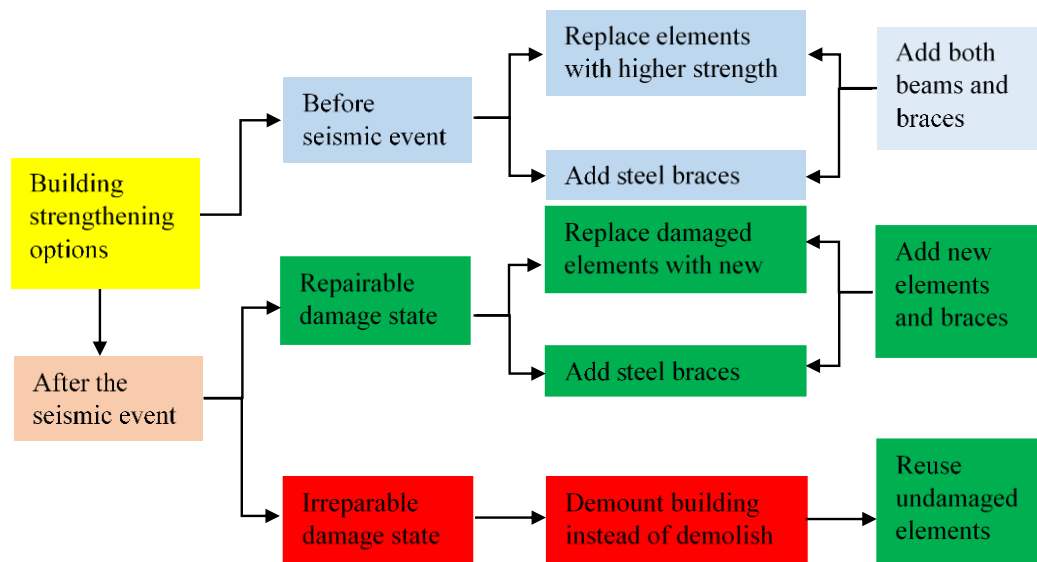 Building
strengthening
options
Before
seismic event
Replace elements
with higher strength
Add steel braces
Add both
beams and
braces
After the
seismic event
Repairable
damage state
Replace damaged
elements with new
Add steel braces
Add new
elements
and braces
Irreparable
damage state
Demount building
instead of demolish
Reuse
undamaged
elements